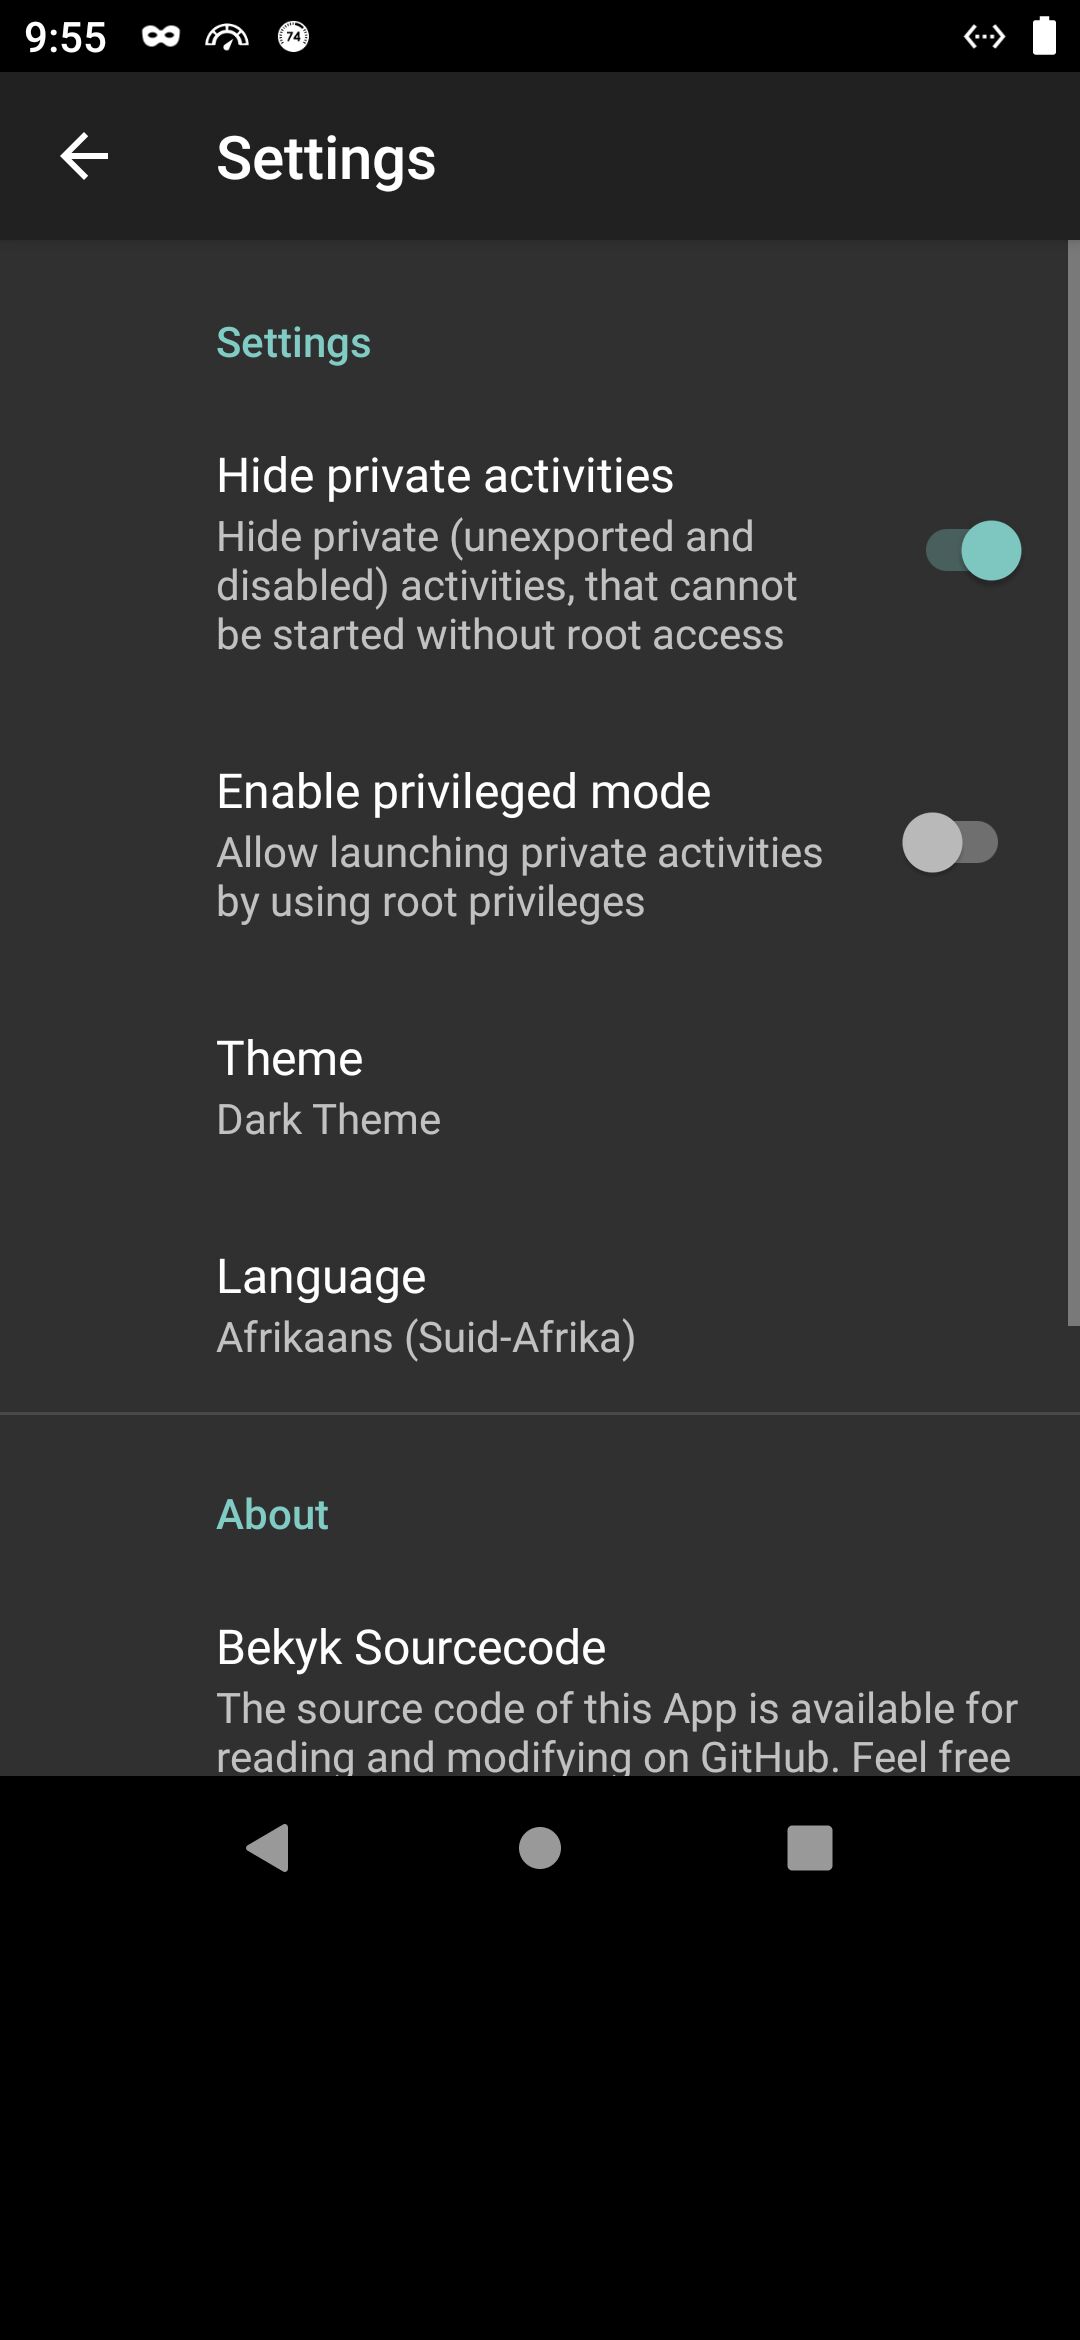 9:55
74
Settings
Settings
Hide private activities
Hide private (unexported and
disabled) activities, that cannot
be started without root access
Enable privileged mode
Allow launching private activities
by using root privileges
Theme
Dark Theme
Language
Afrikaans (Suid-Afrika)
About
Bekyk Sourcecode
The source code of this App is available for
reading and modifying on GitHub. Feel free